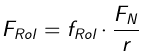 F_Rol = f_Rol · F_N / r